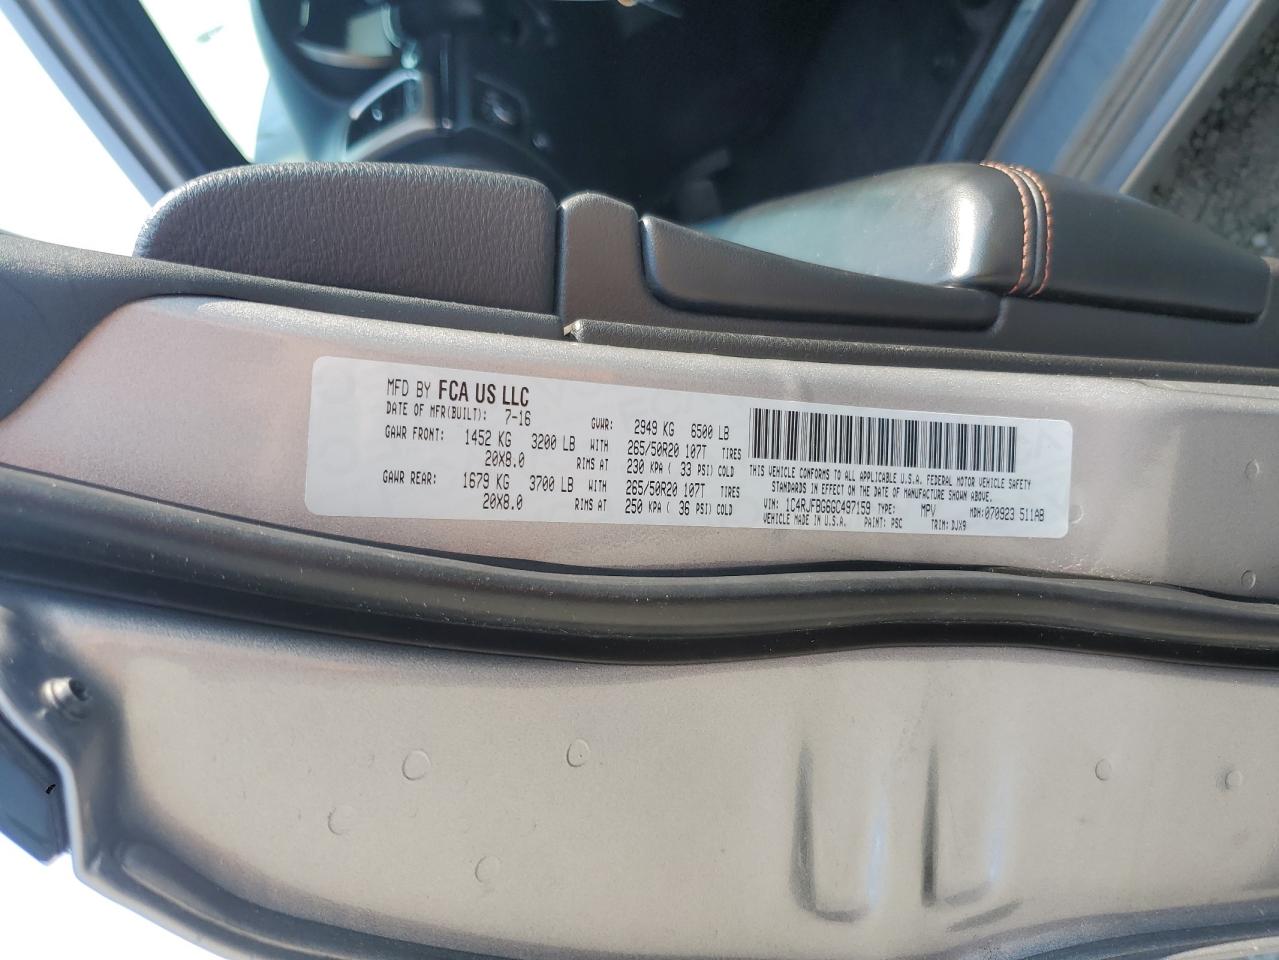 MFD BY FCA US LLC
DATE OF MFR(BUILT): 7-16 GVWR: 2949 KG 6500 LB
GAWR FRONT: 1452 KG 3200 LB WITH 265/50R20 107T TIRES
20X8.0 RIMS AT 230 KPA ( 33 PSI) COLD
GAWR REAR: 1679 KG 3700 LB WITH 265/50R20 107T TIRES
20X8.0 RIMS AT 250 KPA ( 36 PSI) COLD
THIS VEHICLE CONFORMS TO ALL APPLICABLE U.S.A. FEDERAL MOTOR VEHICLE SAFETY
STANDARDS IN EFFECT ON THE DATE OF MANUFACTURE SHOWN ABOVE.
VIN: 1C4RJFBG6GC497159 TYPE: MPV MDH:070923 511AB
VEHICLE MADE IN U.S.A. PAINT: PSC TRIM: DJX9